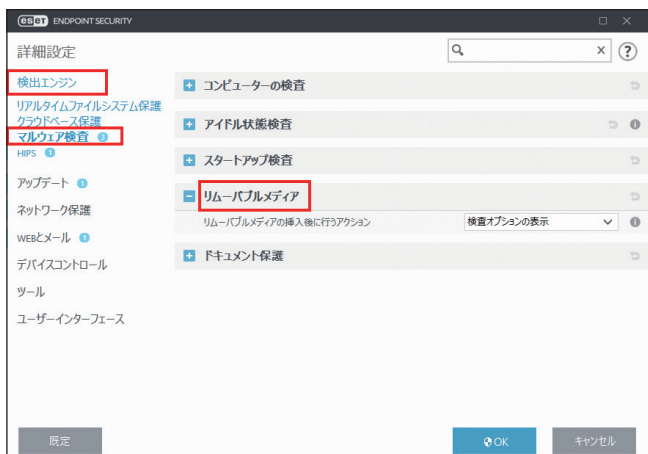 eset ENDPOINT SECURITY
詳細設定
検出エンジン
リアルタイムファイルシステム保護
クラウドベース保護
マルウェア検査
HIPS
アップデート
ネットワーク保護
WEBとメール
デバイスコントロール
ツール
ユーザーインターフェース
コンピューターの検査
アイドル状態検査
スタートアップ検査
リムーバブルメディア
リムーバブルメディアの挿入後に行うアクション 検査オプションの表示
ドキュメント保護
既定 OK キャンセル